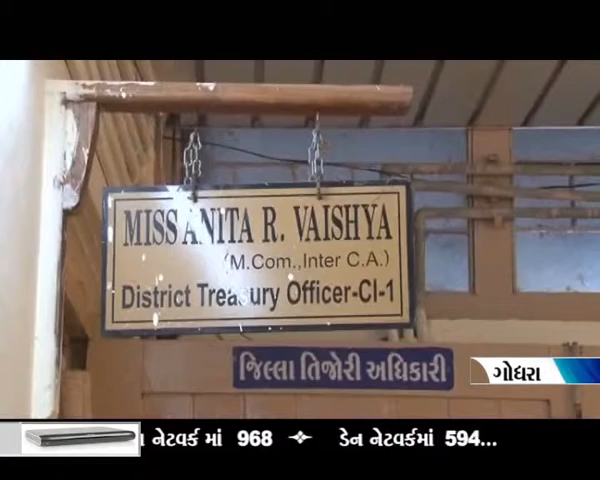 MISS ANITA R. VAISHYA
(M.Com.,Inter C.A.)
District Treasury Officer-Cl-1
જિલ્લા તિજોરી અધિકારી.
ગોધરા
નેટવર્ક માં 968 ડેન નેટવર્કમાં 594...